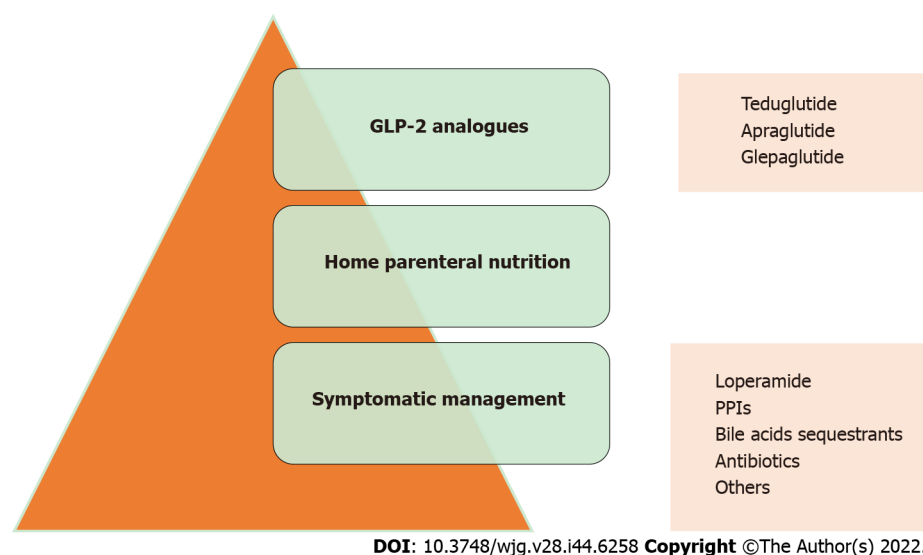 GLP-2 analogues
Teduglutide
Apraglutide
Glepaglutide
Home parenteral nutrition
Symptomatic management
Loperamide
PPIs
Bile acids sequestrants
Antibiotics
Others
DOI: 10.3748/wjg.v28.i44.6258 Copyright ©The Author(s) 2022.